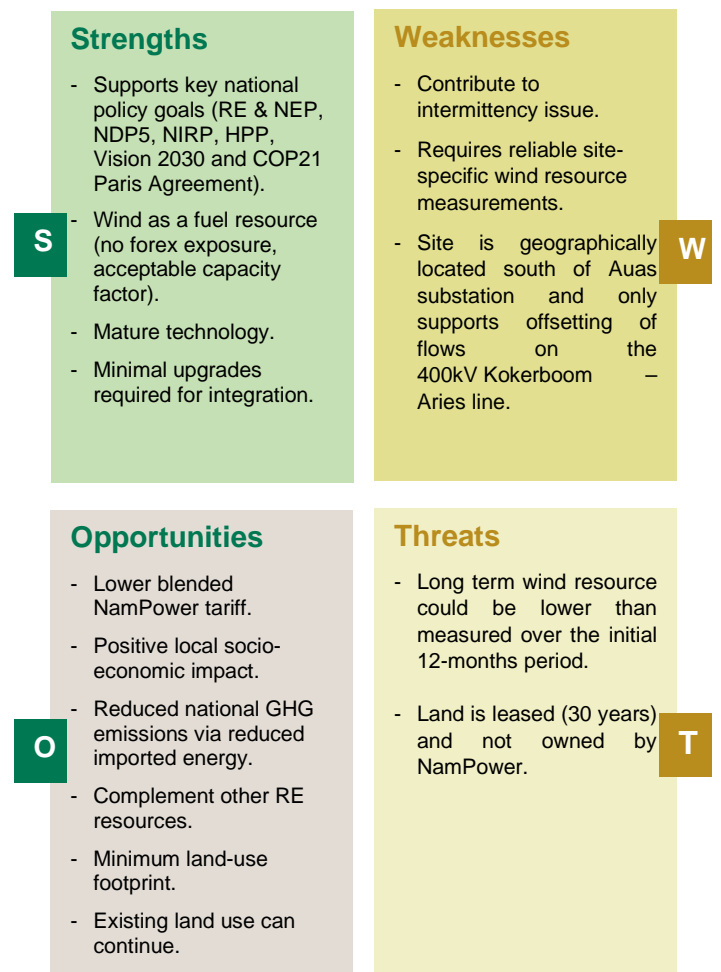 Strengths
- Supports key national
policy goals (RE & NEP,
NDP5, NIRP, HPP,
Vision 2030 and COP21
Paris Agreement).
- Wind as a fuel resource
(no forex exposure,
acceptable capacity
factor).
- Mature technology.
- Minimal upgrades
required for integration.
S
Weaknesses
- Contribute to
intermittency issue.
- Requires reliable site-
specific wind resource
measurements.
- Site is geographically
located south of Auas
substation and only
supports offsetting of
flows on the
400kV Kokerboom –
Aries line.
W
Opportunities
- Lower blended
NamPower tariff.
- Positive local socio-
economic impact.
- Reduced national GHG
emissions via reduced
imported energy.
- Complement other RE
resources.
- Minimum land-use
footprint.
- Existing land use can
continue.
O
Threats
- Long term wind resource
could be lower than
measured over the initial
12-months period.
- Land is leased (30 years)
and not owned by
NamPower.
T